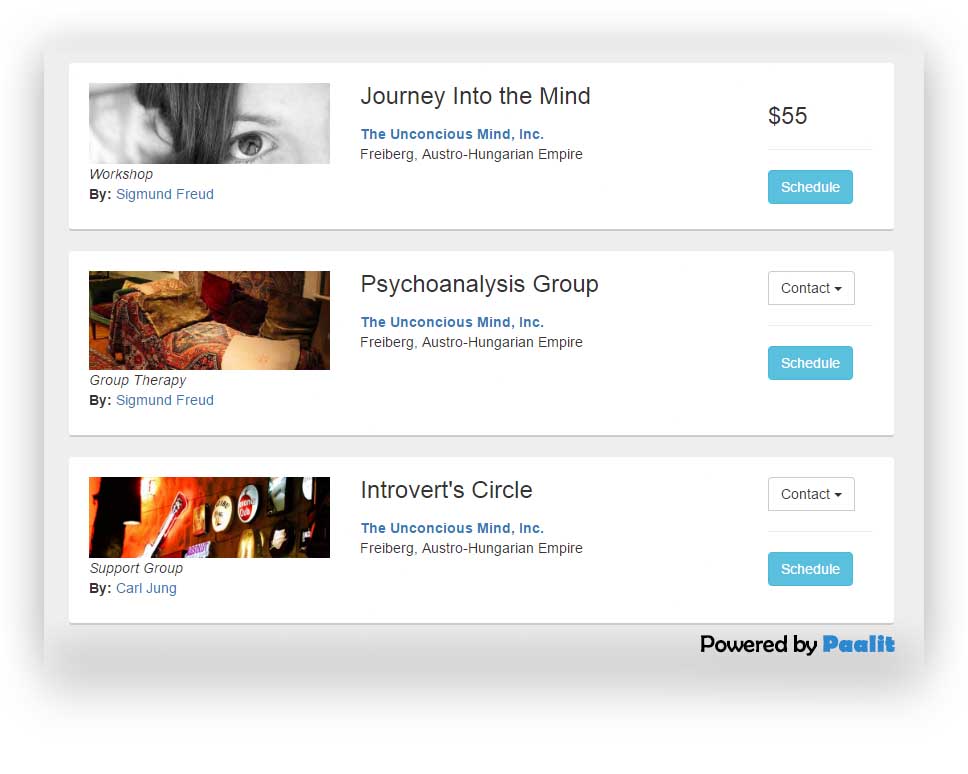 Journey Into the Mind
The Unconcious Mind, Inc.
Freiberg, Austro-Hungarian Empire
Workshop
By: Sigmund Freud
$55
Schedule
Psychoanalysis Group
The Unconcious Mind, Inc.
Freiberg, Austro-Hungarian Empire
Group Therapy
By: Sigmund Freud
Contact
Schedule
Introvert's Circle
The Unconcious Mind, Inc.
Freiberg, Austro-Hungarian Empire
Support Group
By: Carl Jung
Contact
Schedule
Powered by Paalit